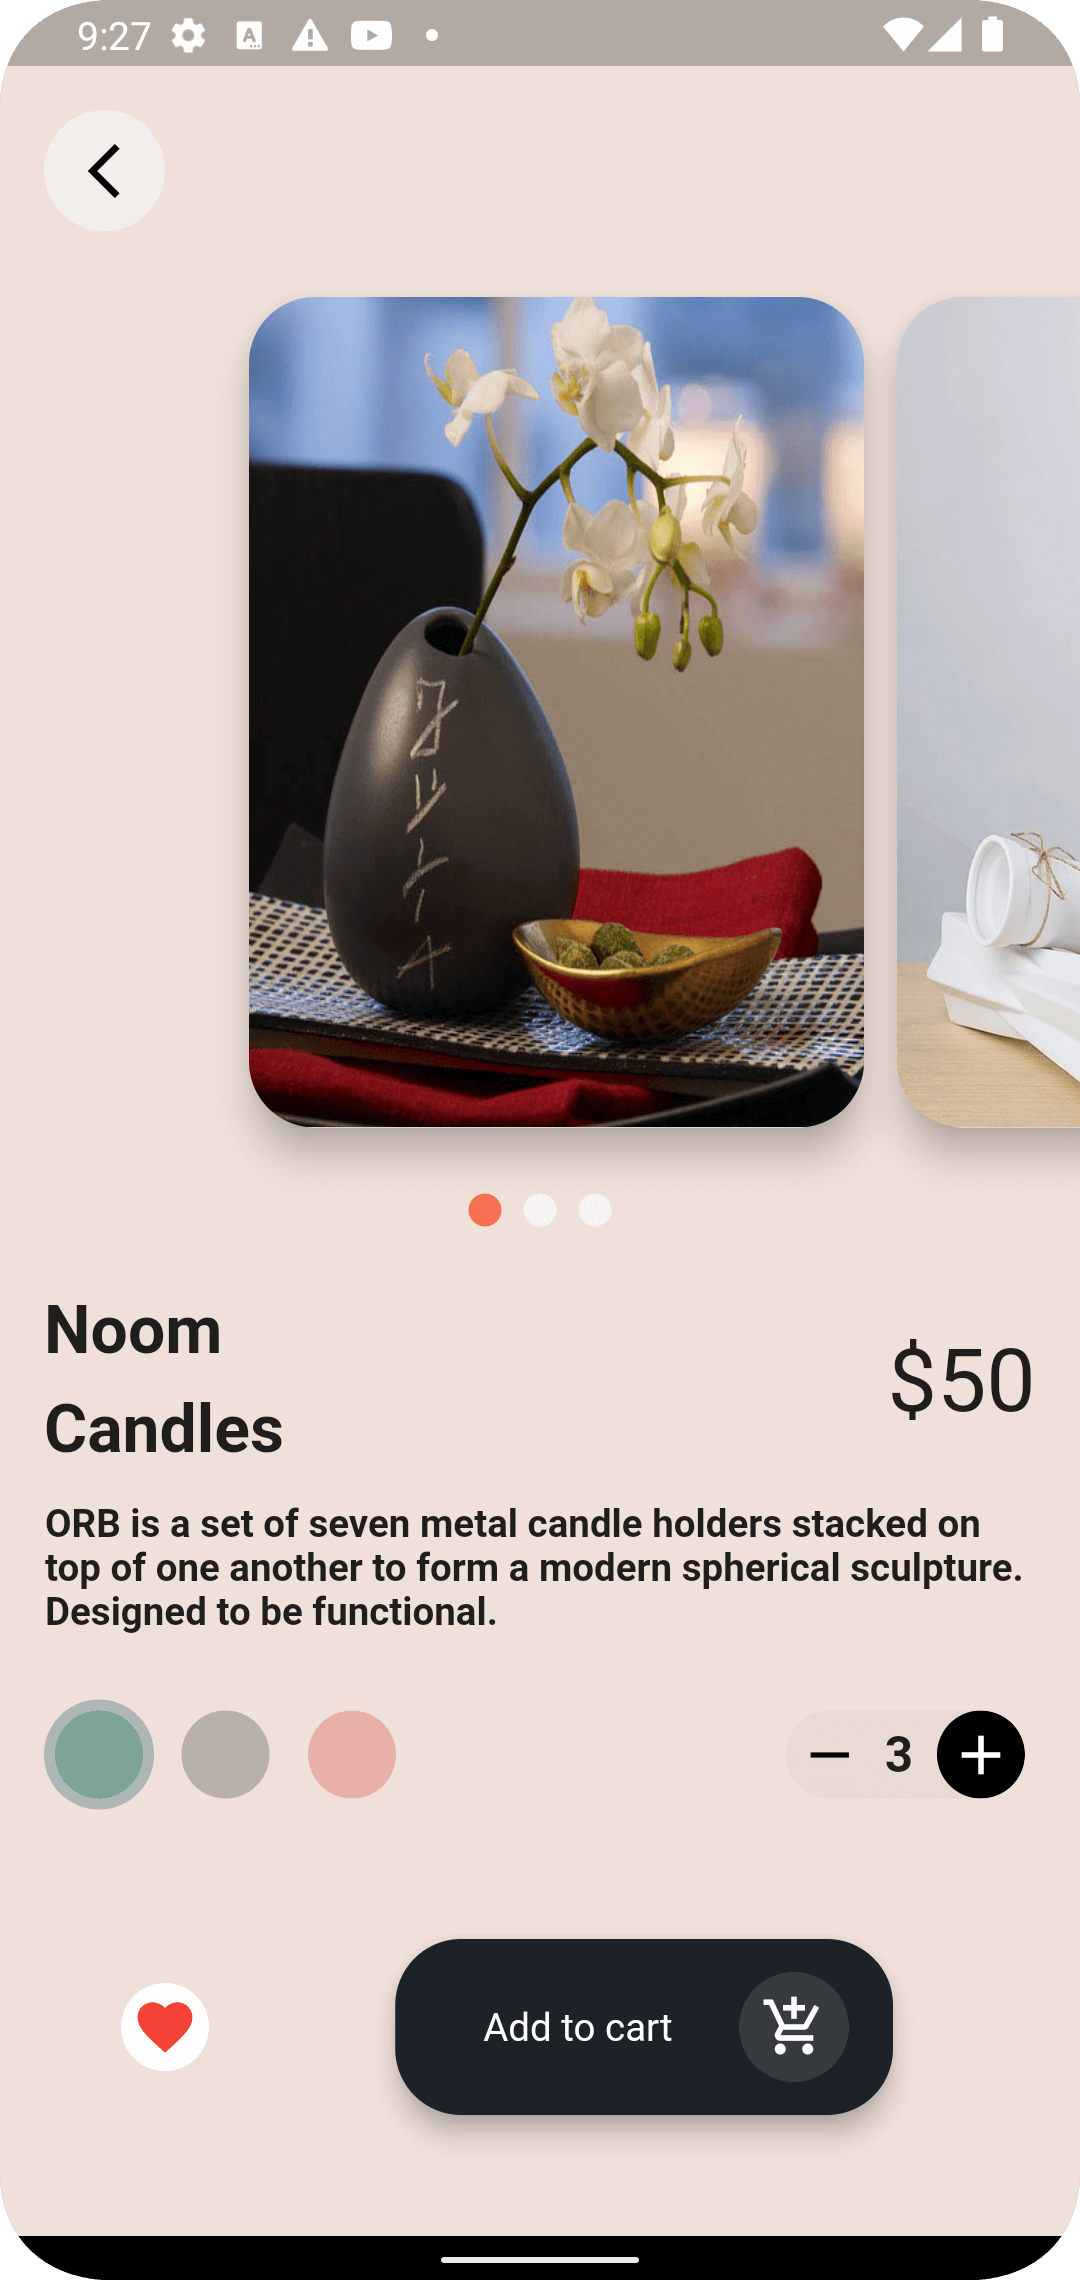 9:27
Noom
Candles
$50
ORB is a set of seven metal candle holders stacked on
top of one another to form a modern spherical sculpture.
Designed to be functional.
3
Add to cart